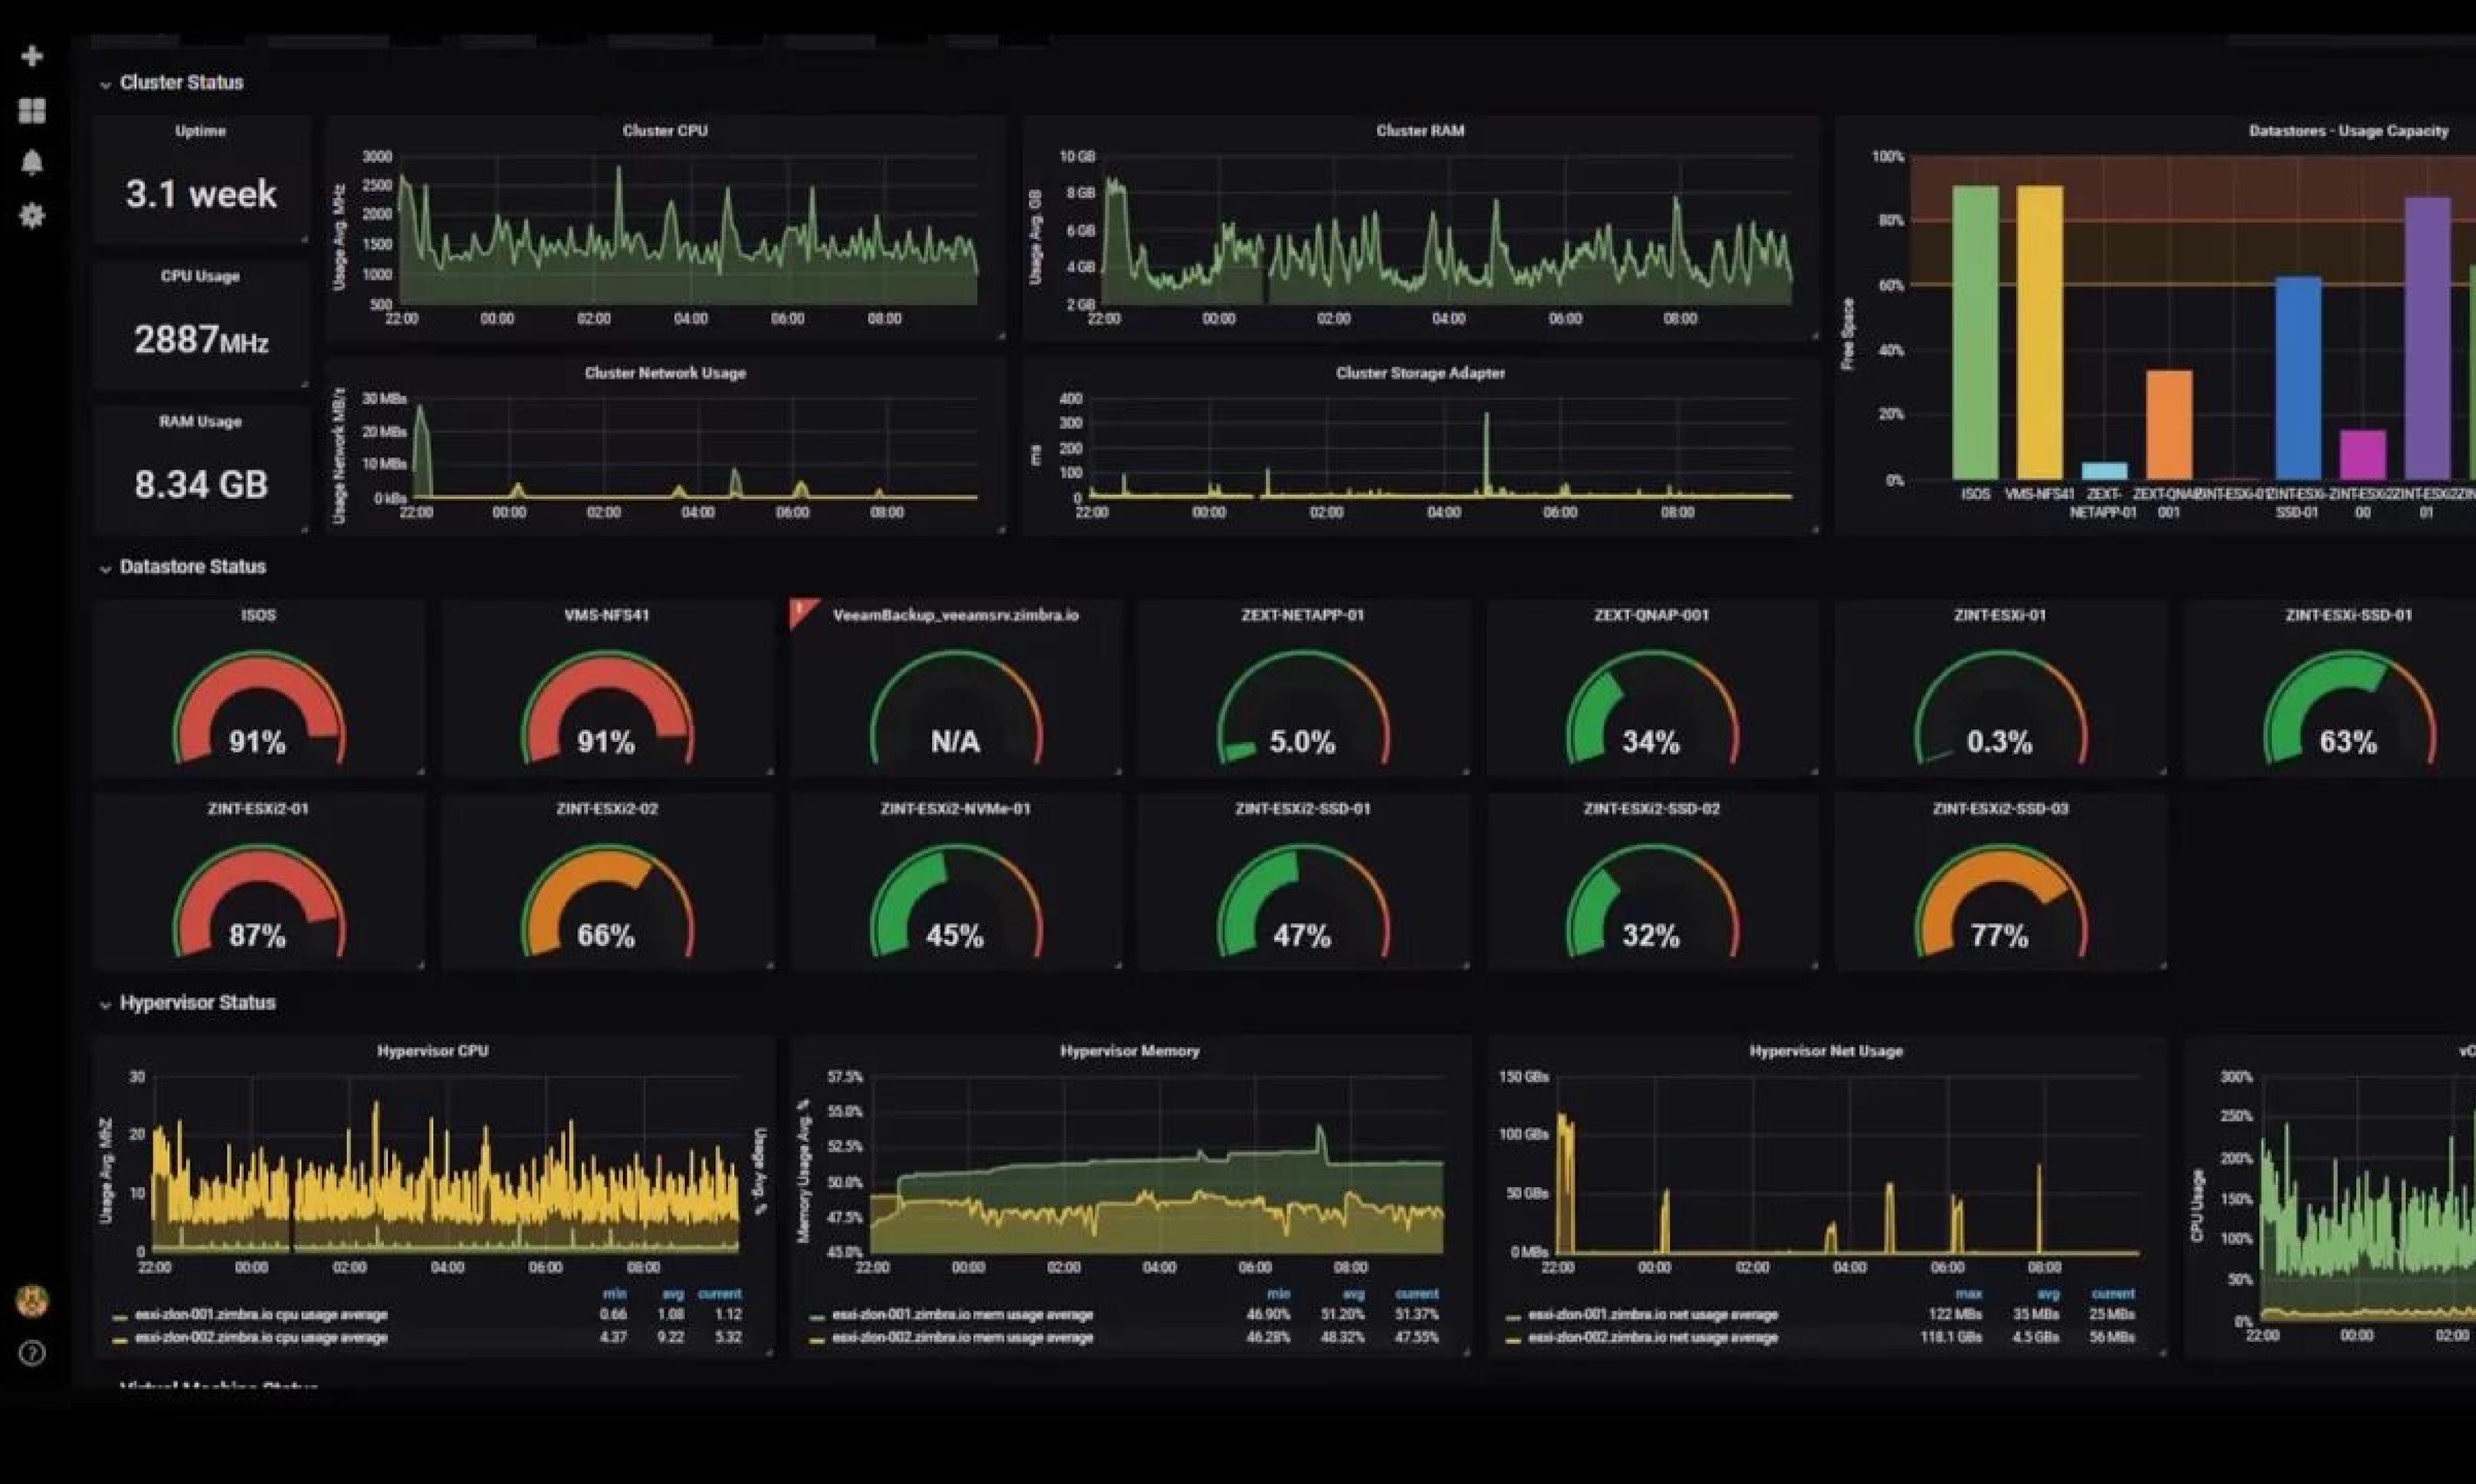 Cluster Status
Uptime
3.1 week
CPU Usage
2887MHz
RAM Usage
8.34 GB
Cluster CPU
Usage Avg. MHz
3000
2500
2000
1500
1000
500
22:00 00:00 02:00 04:00 06:00 08:00
Cluster RAM
Usage Avg. GB
10 GB
8 GB
6 GB
4 GB
2 GB
22:00 00:00 02:00 04:00 06:00 08:00
Cluster Network Usage
Usage Network MB/s
30 MBs
20 MBs
10 MBs
0 kBs
22:00 00:00 02:00 04:00 06:00 08:00
Cluster Storage Adapter
ms
400
300
200
100
0
22:00 00:00 02:00 04:00 06:00 08:00
Datastores - Usage Capacity
Free Space
100%
80%
60%
40%
20%
0%
ISOS VMS-NFS41 ZEXT-NETAPP-01
001
SSD-01
00
01
Datastore Status
ISOS
91%
VMS-NFS41
91%
VeeamBackup_veeamsrv.zimbra.io
N/A
ZEXT-NETAPP-01
5.0%
ZEXT-QNAP-001
34%
ZINT-ESXi-01
0.3%
ZINT-ESXi-SSD-01
63%
ZINT-ESXi2-01
87%
ZINT-ESXi2-02
66%
ZINT-ESXi2-NVMe-01
45%
ZINT-ESXi2-SSD-01
47%
ZINT-ESXi2-SSD-02
32%
ZINT-ESXi2-SSD-03
77%
Hypervisor Status
Hypervisor CPU
Usage Avg. MhZ
30
20
10
0
Usage Avg. %
22:00 00:00 02:00 04:00 06:00 08:00
min avg current
esxi-zlon-001.zimbra.io cpu usage average 0.66 1.08 1.12
esxi-zlon-002.zimbra.io cpu usage average 4.37 9.22 5.32
Hypervisor Memory
Memory Usage Avg. %
57.5%
55.0%
52.5%
50.0%
47.5%
45.0%
22:00 00:00 02:00 04:00 06:00 08:00
min avg current
esxi-zlon-001.zimbra.io mem usage average 46.90% 51.20% 51.37%
esxi-zlon-002.zimbra.io mem usage average 46.28% 48.32% 47.55%
Hypervisor Net Usage
150 GBs
100 GBs
50 GBs
0 MBs
22:00 00:00 02:00 04:00 06:00 08:00
max avg current
esxi-zlon-001.zimbra.io net usage average 122 MBs 35 MBs 25 MBs
esxi-zlon-002.zimbra.io net usage average 118.1 GBs 4.5 GBs 56 MBs
vC
CPU Usage
300%
250%
200%
150%
100%
50%
0%
22:00 00:00 02:00
Virtual Machine Status